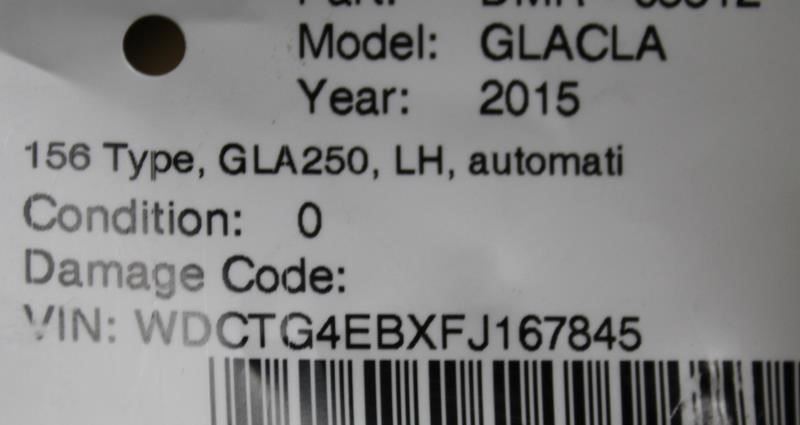 Model: GLACLA
Year: 2015
156 Type, GLA250, LH, automati
Condition: 0
Damage Code:
VIN: WDCTG4EBXFJ167845